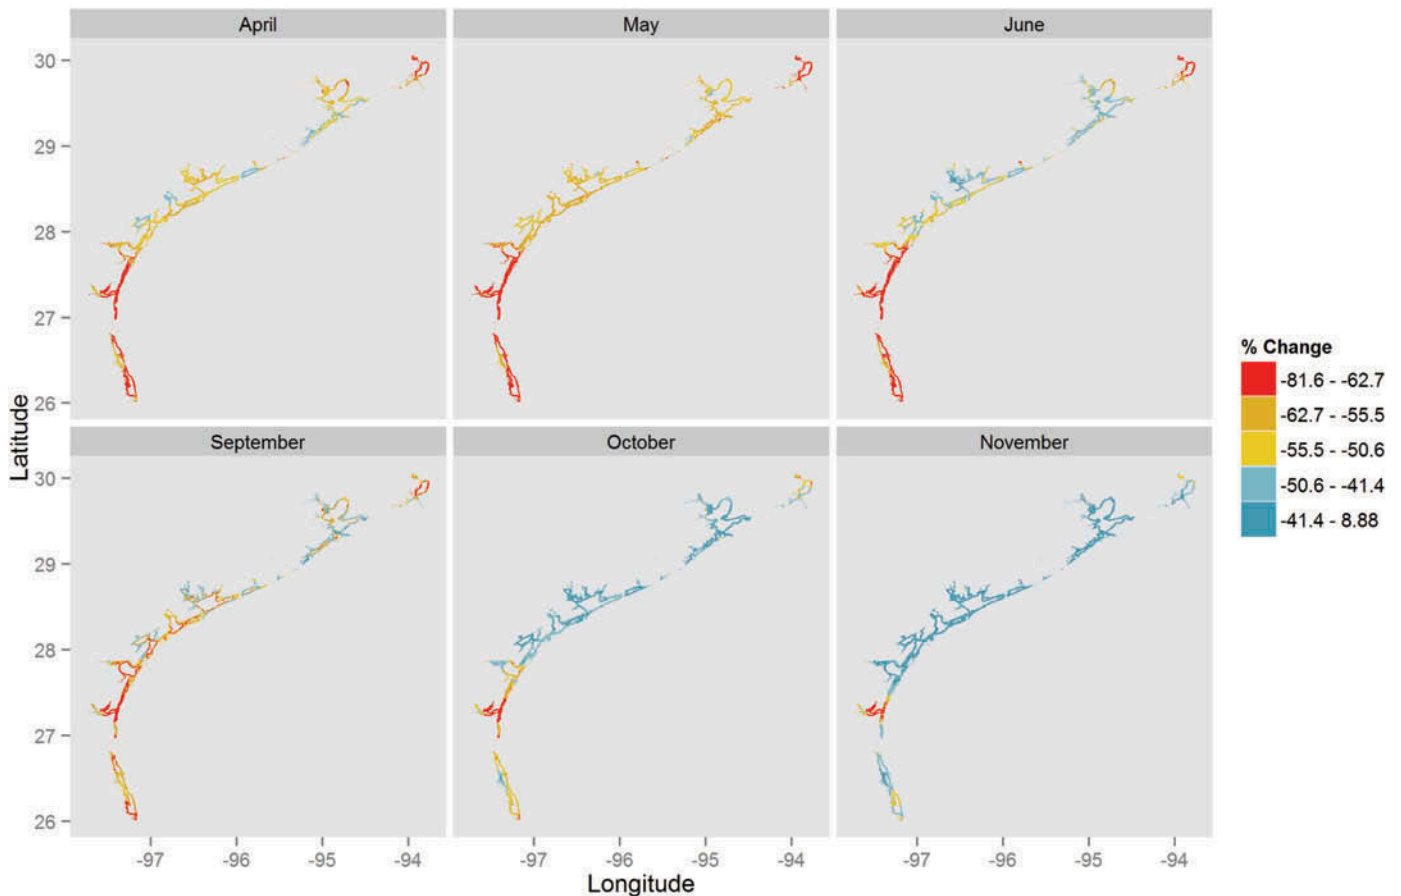 April
May
June
30
29
28
27
26
September
October
November
30
29
28
27
26
Latitude
-97
-96
-95
-94
-97
-96
-95
-94
-97
-96
-95
-94
Longitude
% Change
-81.6 - -62.7
-62.7 - -55.5
-55.5 - -50.6
-50.6 - -41.4
-41.4 - 8.88